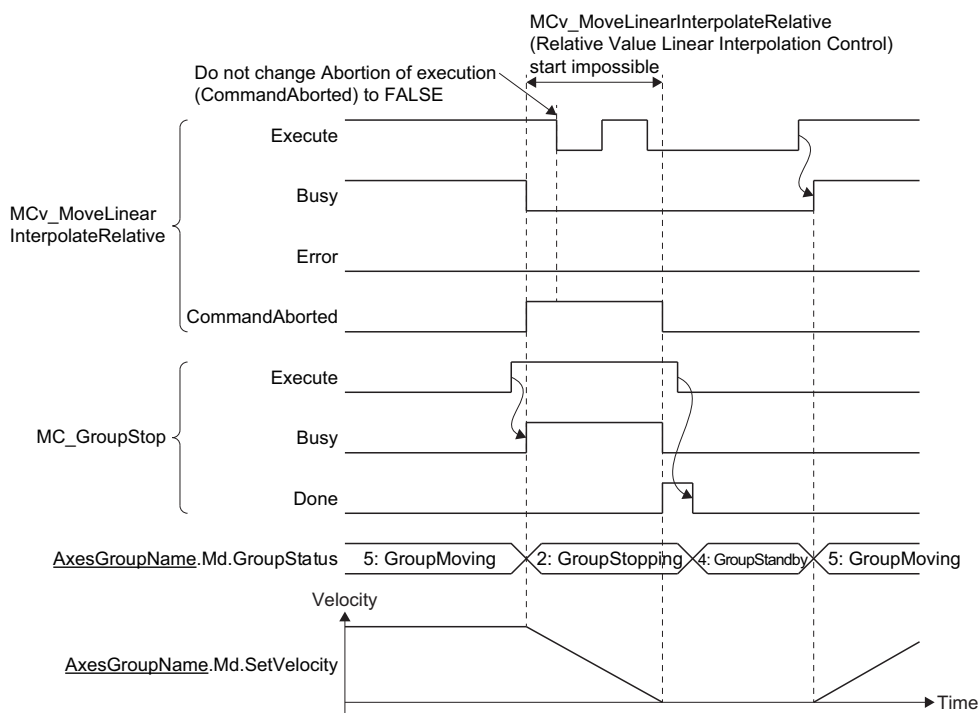 MCv_MoveLinearInterpolateRelative
(Relative Value Linear Interpolation Control)
start impossible
Do not change Abortion of execution
(CommandAborted) to FALSE
Execute
Busy
MCv_MoveLinear
InterpolateRelative
Error
CommandAborted
Execute
MC_GroupStop
Busy
Done
AxesGroupName.Md.GroupStatus 5: GroupMoving 2: GroupStopping 4: GroupStandby 5: GroupMoving
Velocity
AxesGroupName.Md.SetVelocity
Time